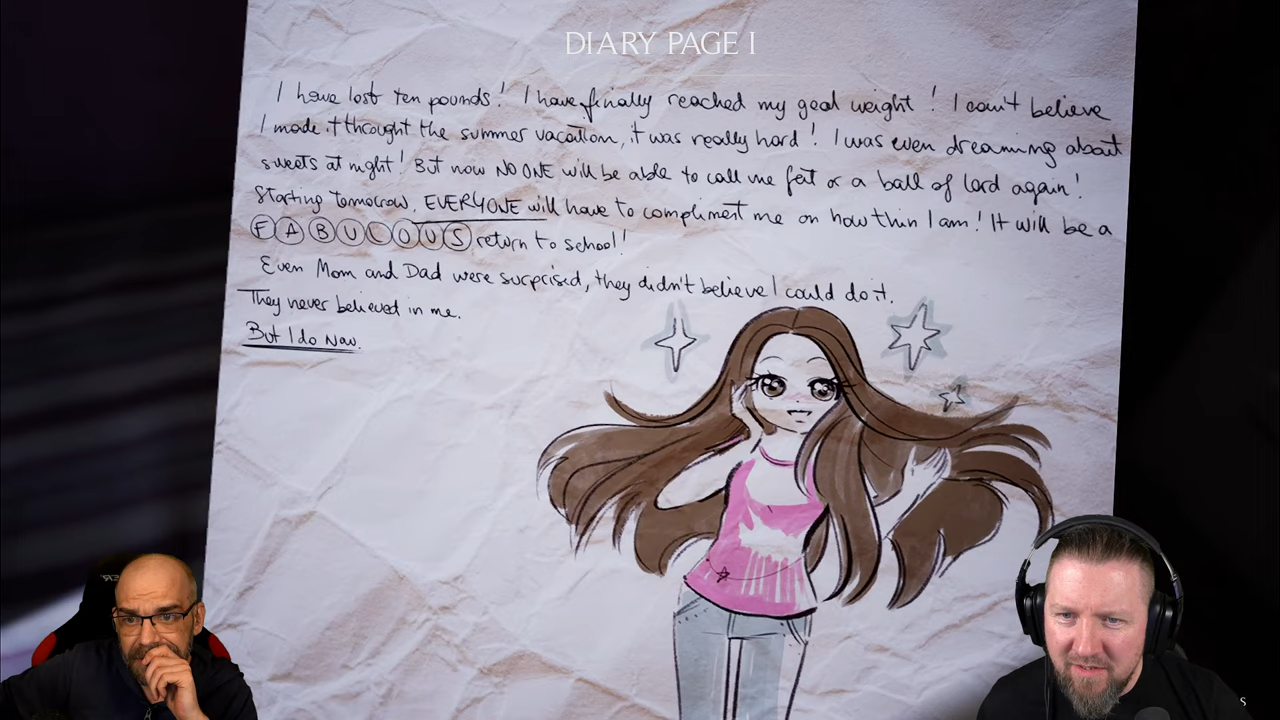 DIARY PAGE I
I have lost ten pounds! I have finally reached my goal weight! I can't believe
I made it throught the summer vacation, it was really hard! I was even dreaming about
sweats at night! But now NO ONE will be able to call me fat or a ball of lard again!
Starting tomorrow, EVERYONE will have to compliment me on how thin I am! It will be a
FABULOUS return to school!
Even Mom and Dad were surprised, they didn't believe I could do it.
They never believed in me.
But I do Now.